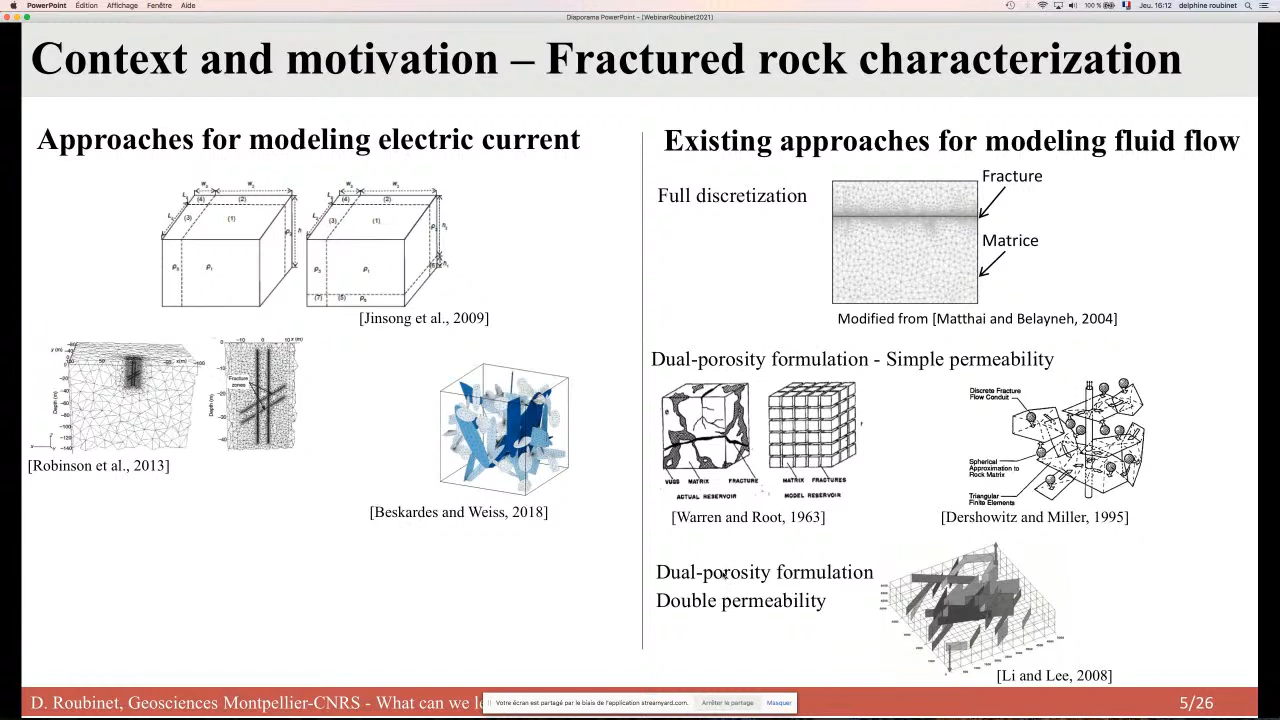 PowerPoint Édition Affichage Fenêtre Aide
100 % Jeu. 16:12 delphine roubinet
Diaporama PowerPoint - [WebinarRoubinet2021]
Context and motivation – Fractured rock characterization
Approaches for modeling electric current
[Jinsong et al., 2009]
Fracture
zones
Depth (m)
Depth (m)
[Robinson et al., 2013]
[Beskardes and Weiss, 2018]
Existing approaches for modeling fluid flow
Full discretization
Fracture
Matrice
Modified from [Matthai and Belayneh, 2004]
Dual-porosity formulation - Simple permeability
VUGS MATRIX FRACTURE
ACTUAL RESERVOIR
MATRIX FRACTURES
MODEL RESERVOIR
[Warren and Root, 1963]
Discrete Fracture
Flow Conduit
Spherical
Approximation to
Rock Matrix
Triangular
Finite Elements
[Dershowitz and Miller, 1995]
Dual-porosity formulation
Double permeability
[Li and Lee, 2008]
D. Roubinet, Geosciences Montpellier-CNRS - What can we
Votre écran est partagé par le biais de l'application streamyard.com. Arrêter le partage Masquer
5/26